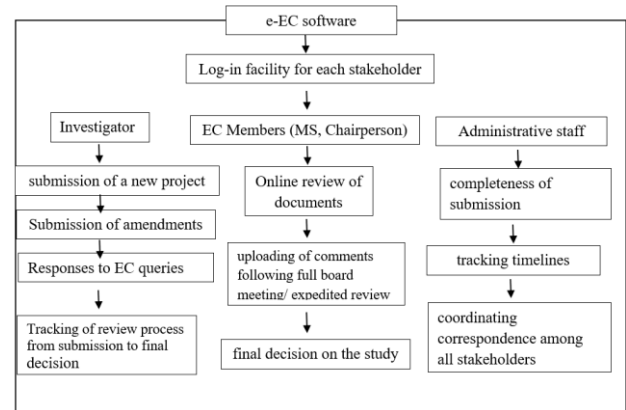 e-EC software
Log-in facility for each stakeholder
Investigator
submission of a new project
Submission of amendments
Responses to EC queries
Tracking of review process
from submission to final
decision
EC Members (MS, Chairperson)
Online review of
documents
uploading of comments
following full board
meeting/ expedited review
final decision on the study
Administrative staff
completeness of
submission
tracking timelines
coordinating
correspondence among
all stakeholders